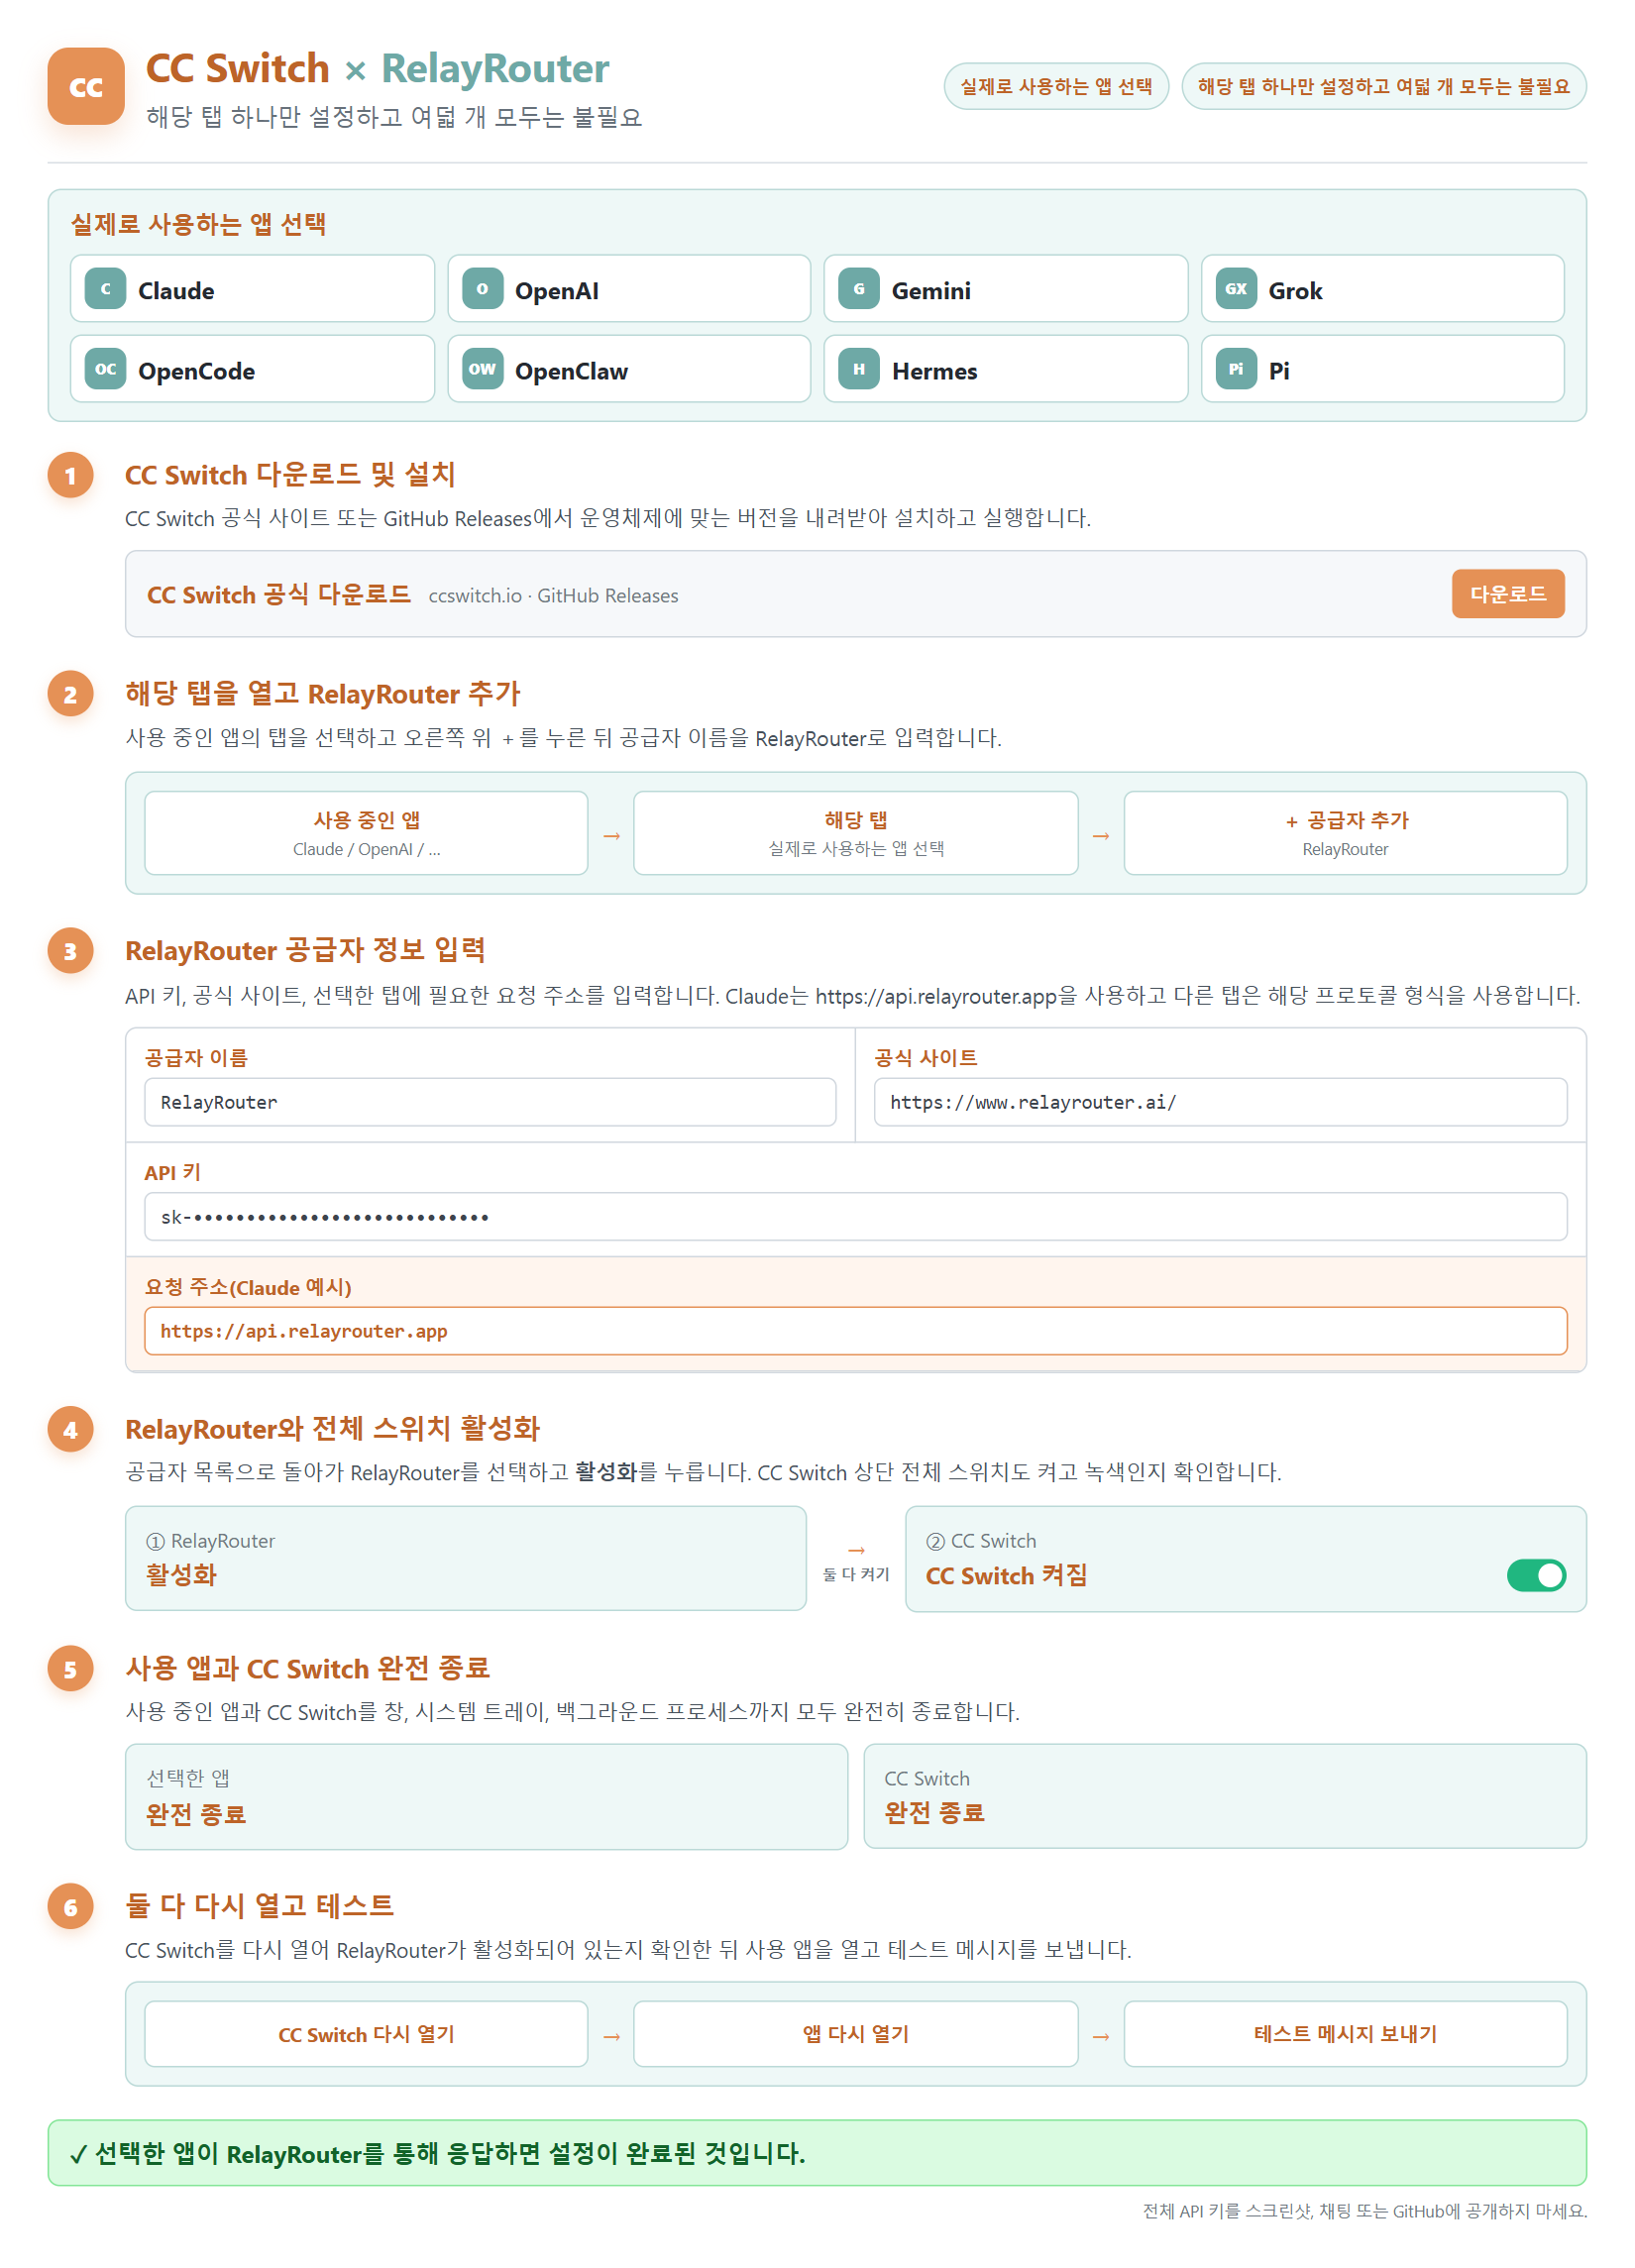 CC
CC Switch × RelayRouter
해당 탭 하나만 설정하고 여덟 개 모두는 불필요
실제로 사용하는 앱 선택
해당 탭 하나만 설정하고 여덟 개 모두는 불필요
실제로 사용하는 앱 선택
C Claude
O OpenAI
G Gemini
GX Grok
OC OpenCode
OW OpenClaw
H Hermes
Pi Pi
1 CC Switch 다운로드 및 설치
CC Switch 공식 사이트 또는 GitHub Releases에서 운영체제에 맞는 버전을 내려받아 설치하고 실행합니다.
CC Switch 공식 다운로드 ccswitch.io · GitHub Releases 다운로드
2 해당 탭을 열고 RelayRouter 추가
사용 중인 앱의 탭을 선택하고 오른쪽 위 +를 누른 뒤 공급자 이름을 RelayRouter로 입력합니다.
사용 중인 앱
Claude / OpenAI / ...
→
해당 탭
실제로 사용하는 앱 선택
→
+ 공급자 추가
RelayRouter
3 RelayRouter 공급자 정보 입력
API 키, 공식 사이트, 선택한 탭에 필요한 요청 주소를 입력합니다. Claude는 https://api.relayrouter.app을 사용하고 다른 탭은 해당 프로토콜 형식을 사용합니다.
공급자 이름
RelayRouter
공식 사이트
https://www.relayrouter.ai/
API 키
sk-••••••••••••••••••••••••••••
요청 주소(Claude 예시)
https://api.relayrouter.app
4 RelayRouter와 전체 스위치 활성화
공급자 목록으로 돌아가 RelayRouter를 선택하고 활성화를 누릅니다. CC Switch 상단 전체 스위치도 켜고 녹색인지 확인합니다.
① RelayRouter
활성화
→
둘 다 켜기
② CC Switch
CC Switch 켜짐
5 사용 앱과 CC Switch 완전 종료
사용 중인 앱과 CC Switch를 창, 시스템 트레이, 백그라운드 프로세스까지 모두 완전히 종료합니다.
선택한 앱
완전 종료
CC Switch
완전 종료
6 둘 다 다시 열고 테스트
CC Switch를 다시 열어 RelayRouter가 활성화되어 있는지 확인한 뒤 사용 앱을 열고 테스트 메시지를 보냅니다.
CC Switch 다시 열기
→
앱 다시 열기
→
테스트 메시지 보내기
✓ 선택한 앱이 RelayRouter를 통해 응답하면 설정이 완료된 것입니다.
전체 API 키를 스크린샷, 채팅 또는 GitHub에 공개하지 마세요.